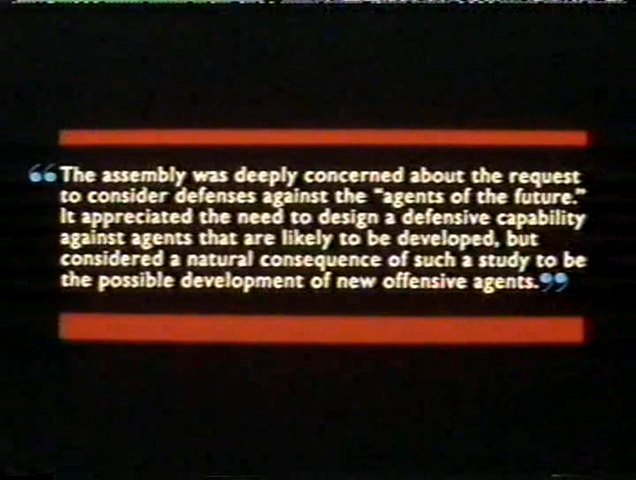 “The assembly was deeply concerned about the request
to consider defenses against the “agents of the future.”
It appreciated the need to design a defensive capability
against agents that are likely to be developed, but
considered a natural consequence of such a study to be
the possible development of new offensive agents.”